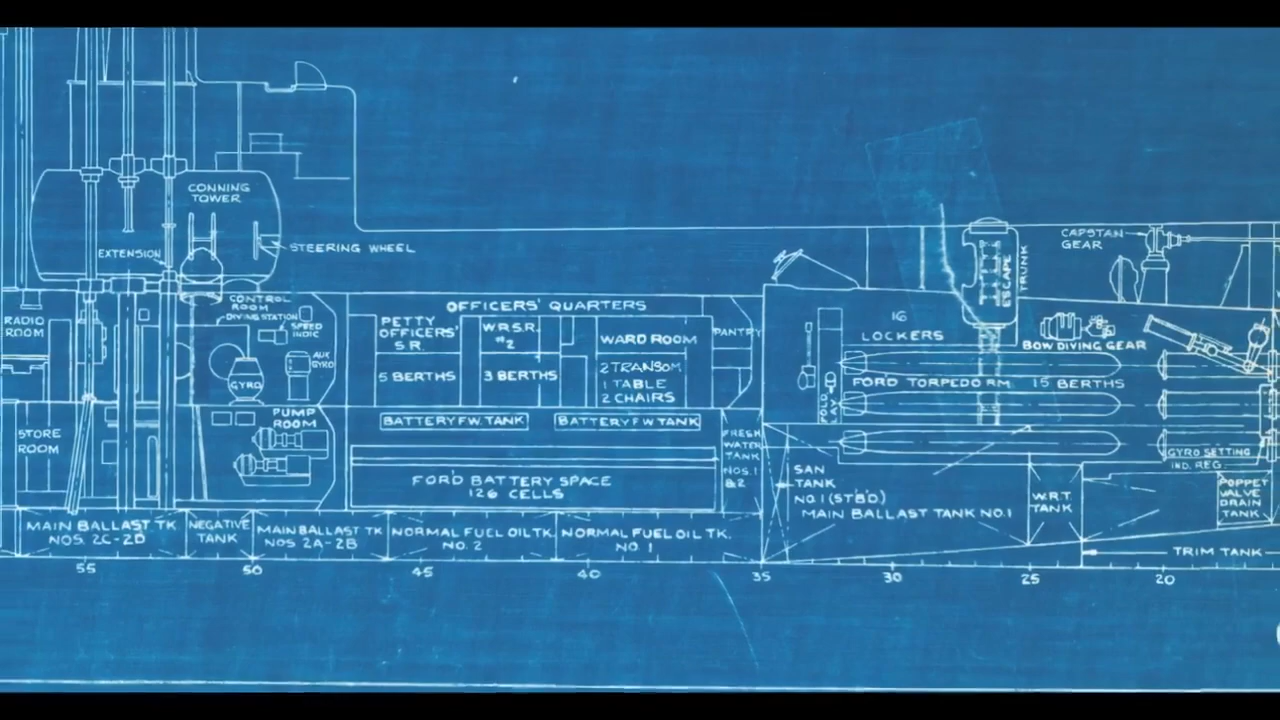 CONNING
TOWER
EXTENSION
STEERING WHEEL
CAPSTAN
GEAR
ESCAPE
TRUNK
RADIO
ROOM
CONTROL
ROOM
DIVING STATION
SPEED
INDIC
AUX
GYRO
GYRO
OFFICERS' QUARTERS
PETTY
OFFICERS'
S.R.
5 BERTHS
W.R.S.R.
#2
3 BERTHS
WARD ROOM
2 TRANSOM
1 TABLE
2 CHAIRS
PANTRY
16
LOCKERS
BOW DIVING GEAR
FOR'D TORPEDO RM. 15 BERTHS
FOLD
LAV.
STORE
ROOM
PUMP
ROOM
BATTERY F.W. TANK
BATTERY F.W. TANK
FOR'D BATTERY SPACE
126 CELLS
FRESH
WATER
TANK
NOS. 1
& 2
SAN
TANK
NO.1 (STB'D)
MAIN BALLAST TANK NO.1
W.R.T.
TANK
GYRO SETTING
IND. REG.
POPPET
VALVE
DRAIN
TANK
TRIM TANK
MAIN BALLAST TK
NOS. 2C-2D
NEGATIVE
TANK
MAIN BALLAST TK
NOS 2A-2B
NORMAL FUEL OIL TK.
NO. 2
NORMAL FUEL OIL TK.
NO. 1
55
50
45
40
35
30
25
20